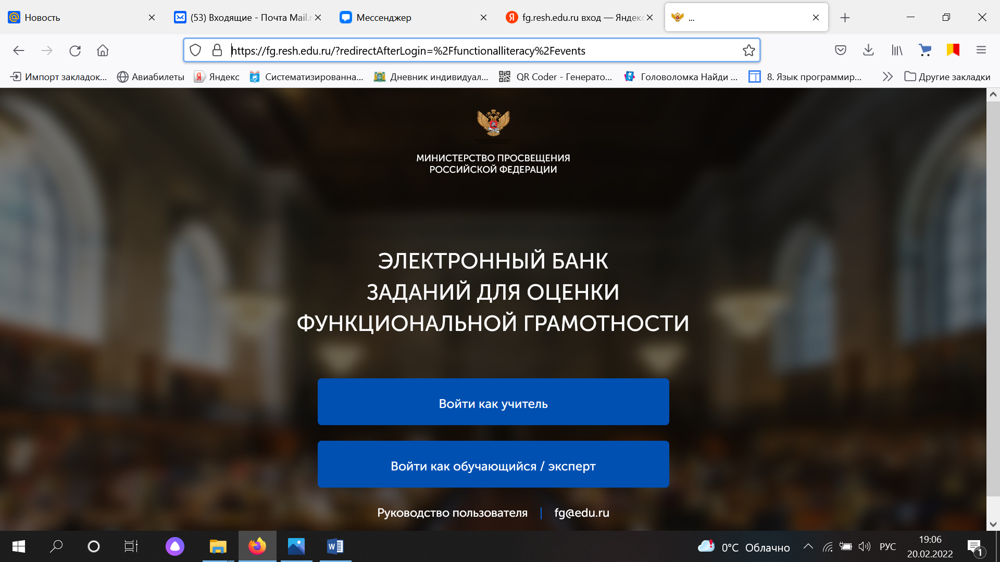 Новость
(53) Входящие - Почта Mail.r
Мессенджер
fg.resh.edu.ru вход — Яндекс
...
https://fg.resh.edu.ru/?redirectAfterLogin=%2Ffunctionalliteracy%2Fevents
Импорт закладок...
Авиабилеты
Яндекс
Систематизированна...
Дневник индивидуал...
QR Coder - Генерато...
Головоломка Найди ...
8. Язык программир...
Другие закладки
МИНИСТЕРСТВО ПРОСВЕЩЕНИЯ
РОССИЙСКОЙ ФЕДЕРАЦИИ
ЭЛЕКТРОННЫЙ БАНК
ЗАДАНИЙ ДЛЯ ОЦЕНКИ
ФУНКЦИОНАЛЬНОЙ ГРАМОТНОСТИ
Войти как учитель
Войти как обучающийся / эксперт
Руководство пользователя | fg@edu.ru
0°C Облачно
РУС
19:06
20.02.2022
1